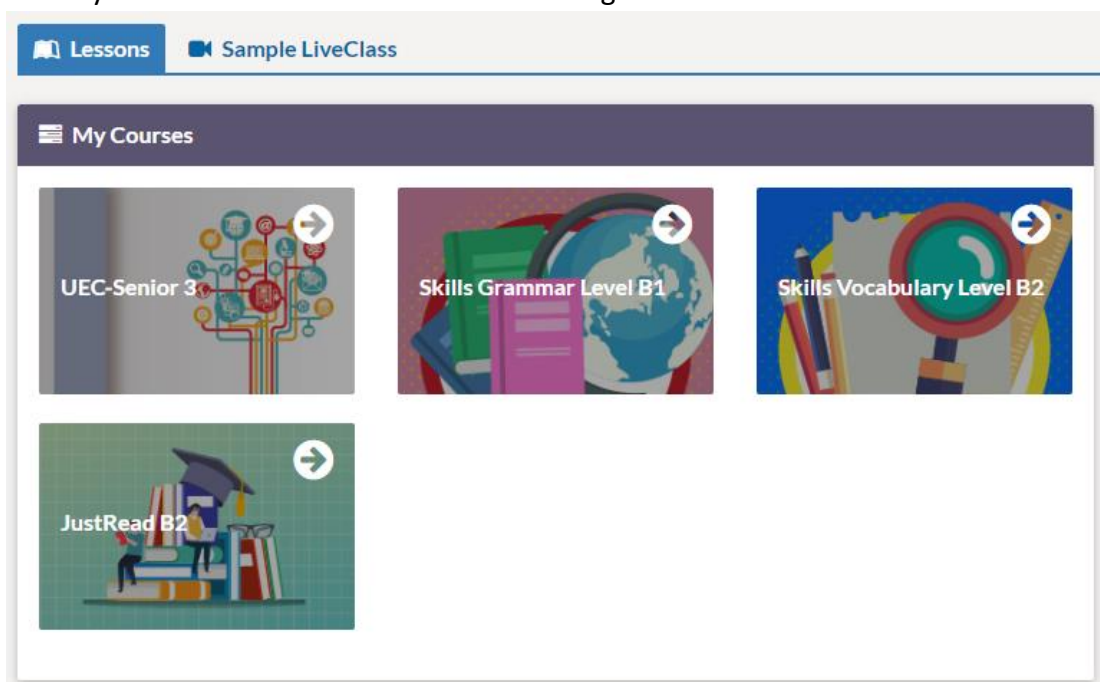 Lessons
Sample LiveClass
My Courses
UEC-Senior 3
Skills Grammar Level B1
Skills Vocabulary Level B2
JustRead B2